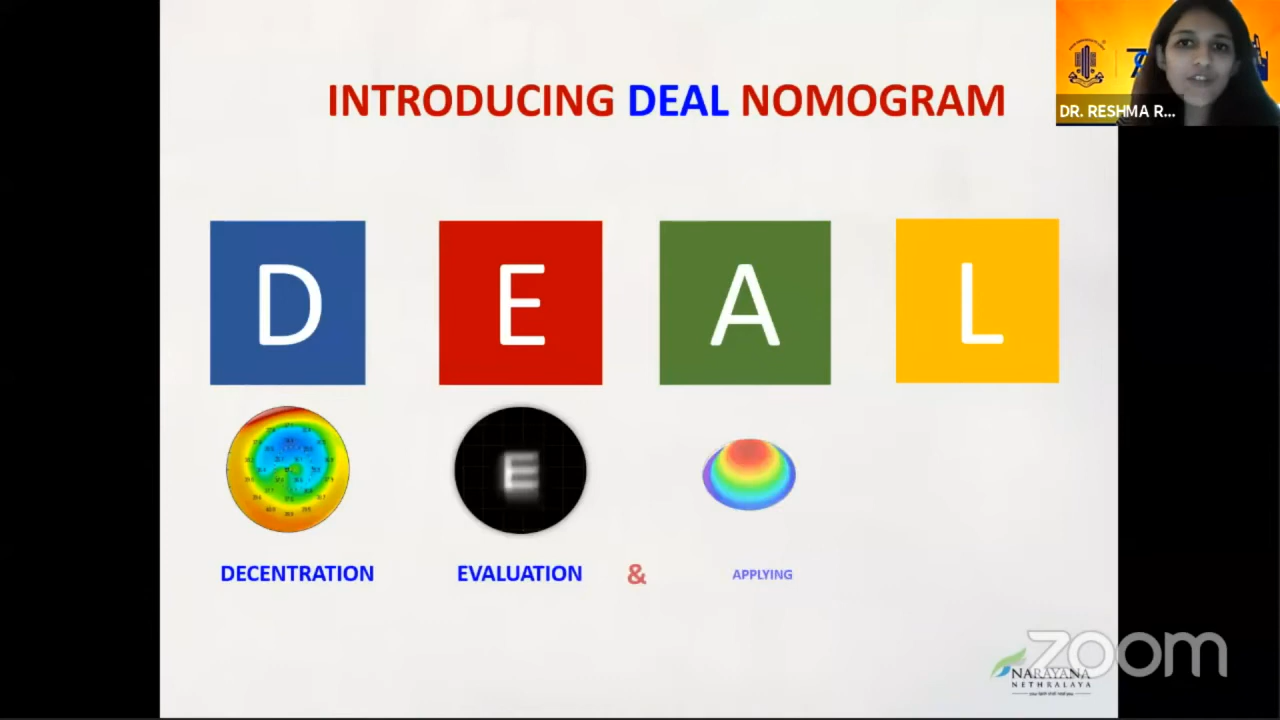 INTRODUCING DEAL NOMOGRAM
DR. RESHMA R...
D E A L
E
DECENTRATION EVALUATION & APPLYING
zoom
NARAYANA
NETHRALAYA